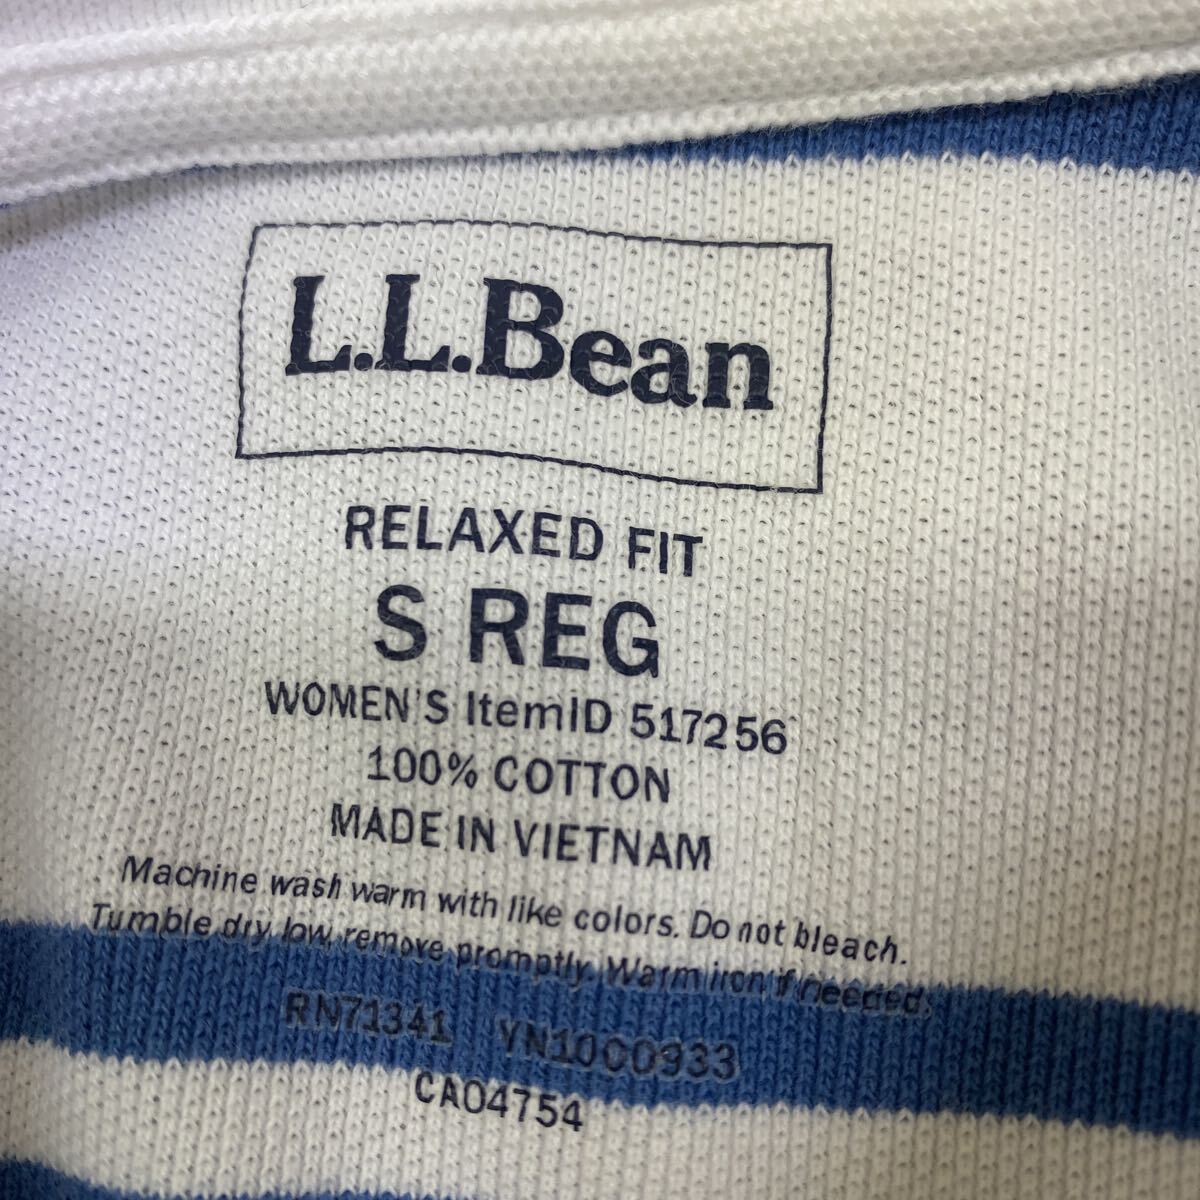 L.L.Bean
RELAXED FIT
S REG
WOMEN'S ItemID 517256
100% COTTON
MADE IN VIETNAM
Machine wash warm with like colors. Do not bleach.
Tumble dry low, remove promptly. Warm iron if needed.
RN71341 YN1000933
CA04754